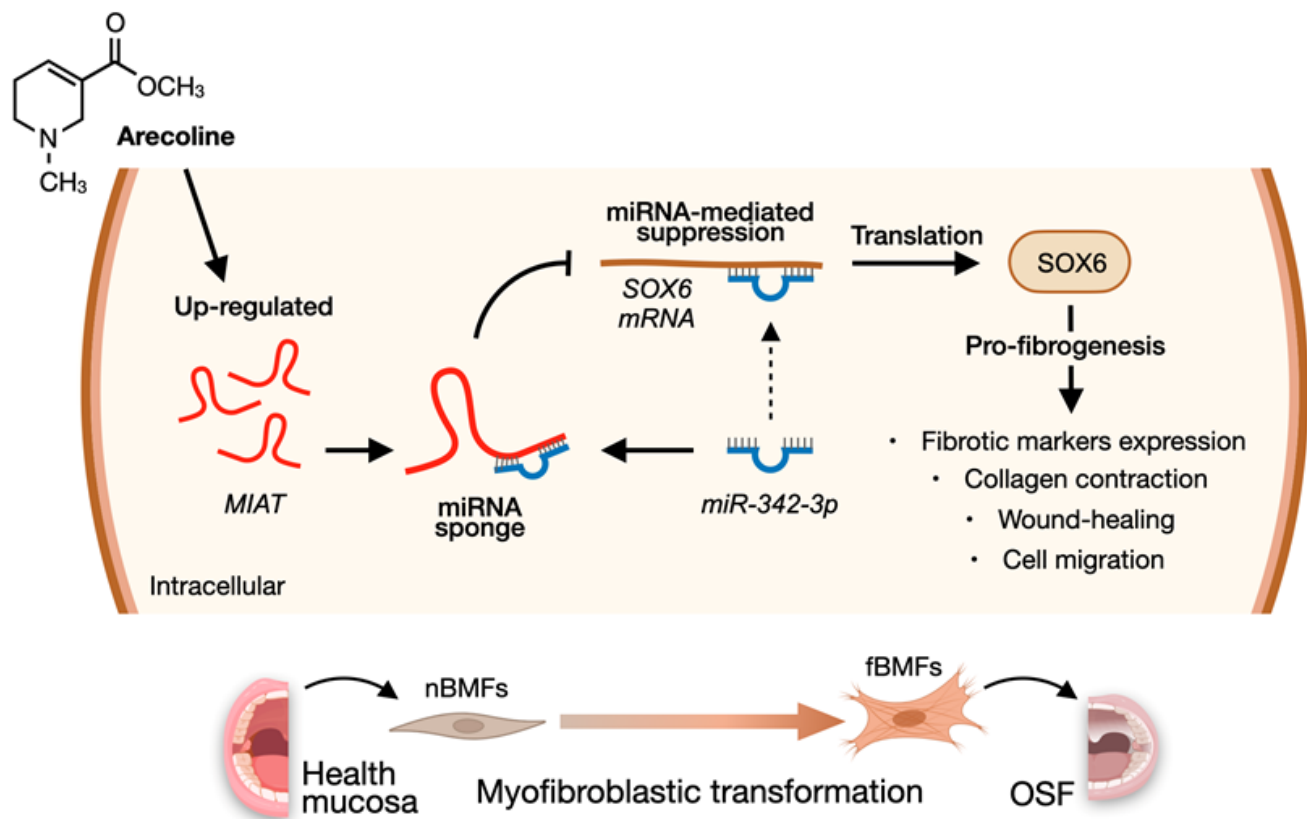 O
OCH₃
N
CH₃
Arecoline
miRNA-mediated
suppression
Translation
SOX6
SOX6
mRNA
Up-regulated
Pro-fibrogenesis
• Fibrotic markers expression
• Collagen contraction
• Wound-healing
• Cell migration
MIAT
miRNA
sponge
miR-342-3p
Intracellular
nBMFs
fBMFs
Health
mucosa
Myofibroblastic transformation
OSF